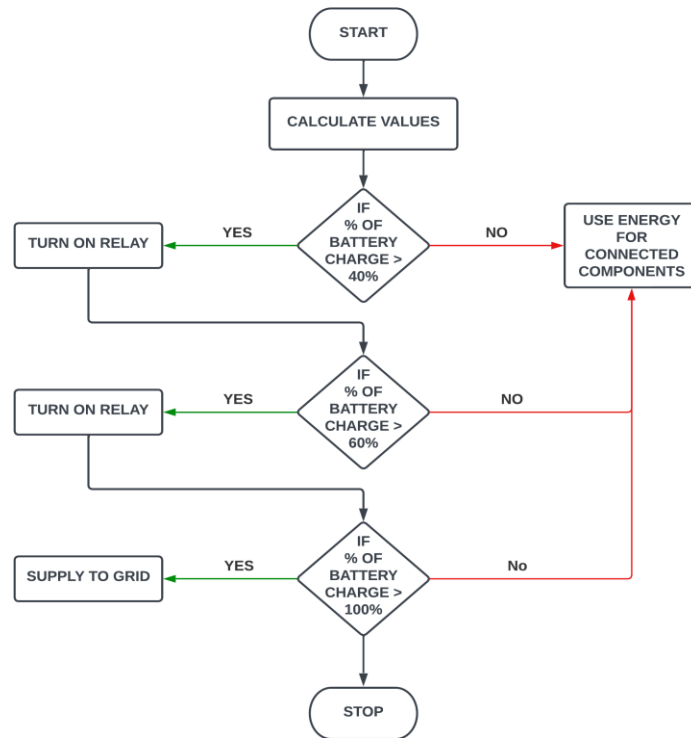 START
CALCULATE VALUES
IF
% OF
BATTERY
CHARGE >
40%
YES
TURN ON RELAY
NO
USE ENERGY
FOR
CONNECTED
COMPONENTS
IF
% OF
BATTERY
CHARGE >
60%
YES
TURN ON RELAY
NO
IF
% OF
BATTERY
CHARGE >
100%
YES
SUPPLY TO GRID
No
STOP